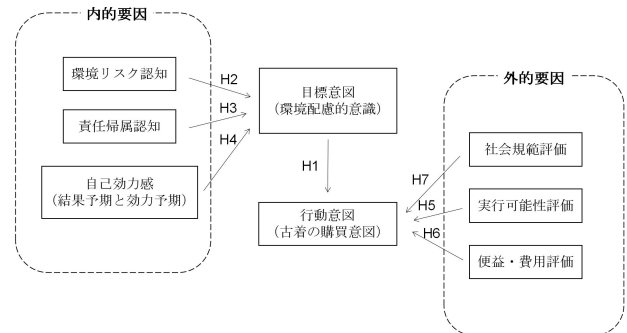 内的要因
環境リスク認知
責任帰属認知
自己効力感
(結果予期と効力予期)
H2
H3
H4
目標意図
(環境配慮的意識)
H1
行動意図
(古着の購買意図)
外的要因
H7
H5
H6
社会規範評価
実行可能性評価
便益・費用評価